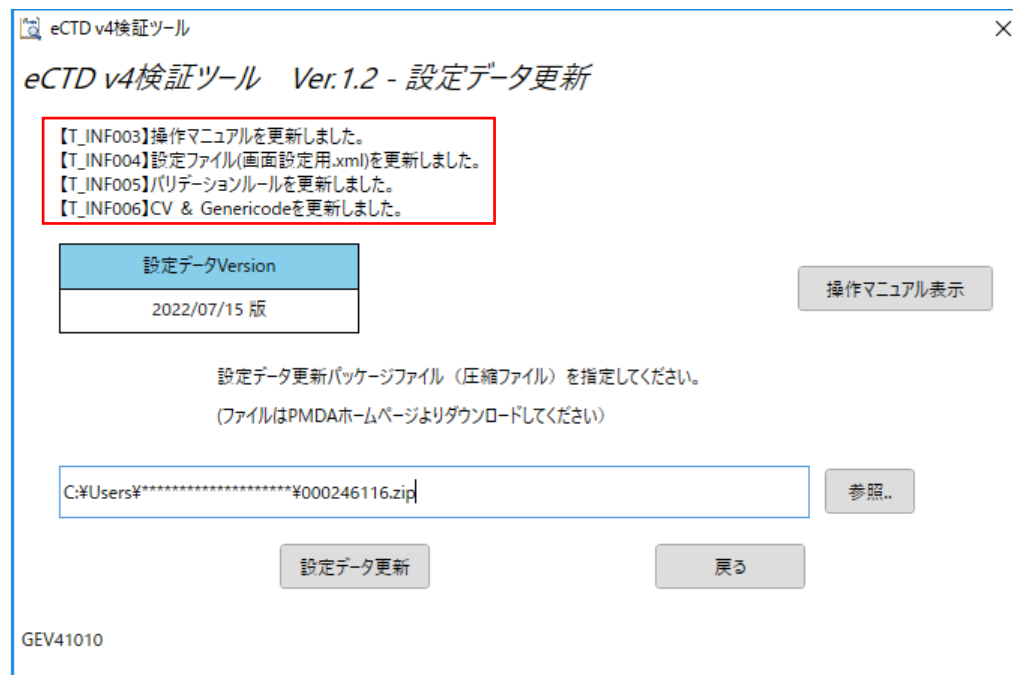 eCTD v4検証ツール
eCTD v4検証ツール　Ver.1.2 - 設定データ更新
【T_INF003】操作マニュアルを更新しました。
【T_INF004】設定ファイル(画面設定用.xml)を更新しました。
【T_INF005】バリデーションルールを更新しました。
【T_INF006】CV & Genericodeを更新しました。
設定データVersion
2022/07/15 版
操作マニュアル表示
設定データ更新パッケージファイル（圧縮ファイル）を指定してください。
(ファイルはPMDAホームページよりダウンロードしてください）
C:¥Users¥********************¥000246116.zip
参照..
設定データ更新
戻る
GEV41010